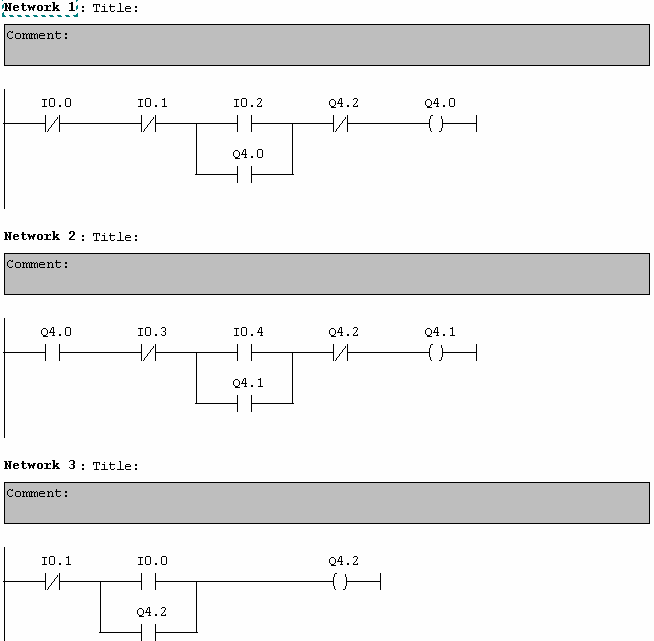 Network 1: Title:
Comment:
I0.0 I0.1 I0.2 Q4.2 Q4.0
Q4.0
Network 2: Title:
Comment:
Q4.0 I0.3 I0.4 Q4.2 Q4.1
Q4.1
Network 3: Title:
Comment:
I0.1 I0.0 Q4.2
Q4.2